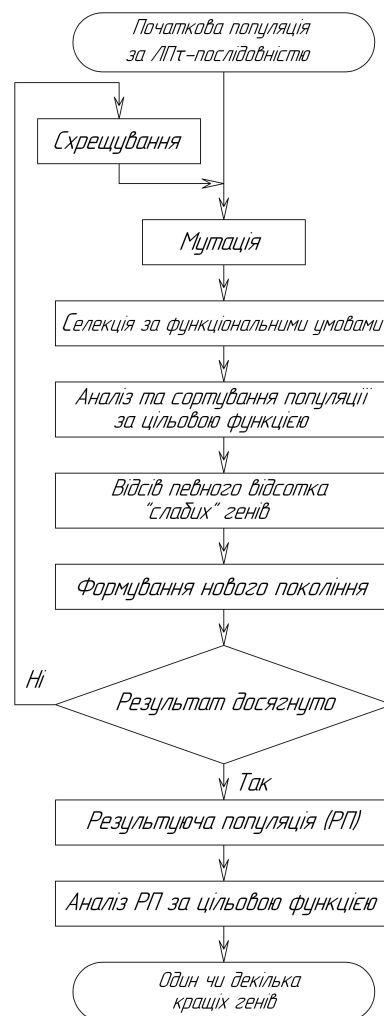 Початкова популяція
за ЛПτ-послідовністю
Схрещування
Мутація
Селекція за функціональними умовами
Аналіз та сортування популяції
за цільовою функцією
Відсів певного відсотка
"слабих" генів
Формування нового покоління
Ні
Результат досягнуто
Так
Результуюча популяція (РП)
Аналіз РП за цільовою функцією
Один чи декілька
кращих генів